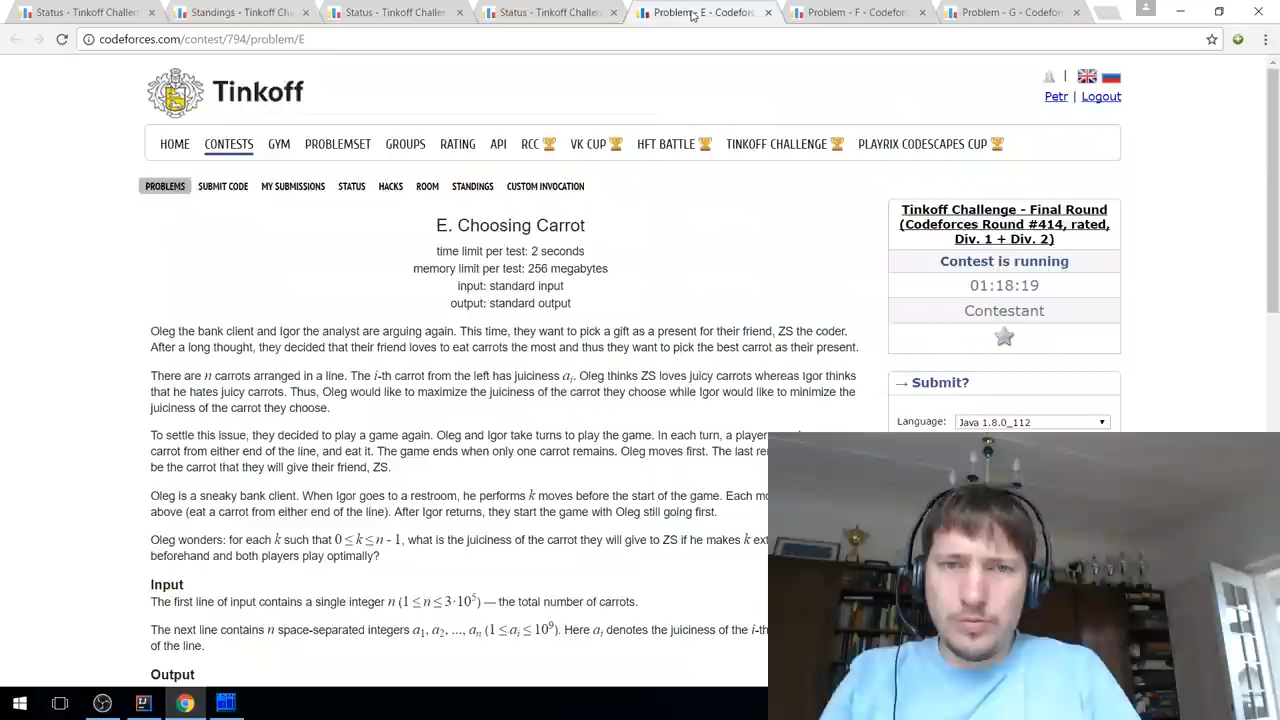 Status - Tinkoff Challen
Standings - Tinkoff Ch
Status - Tinkoff Challen
Status - Tinkoff Challen
Problem - E - Codefor
Problem - F - Codefor
Problem - G - Codefor
codeforces.com/contest/794/problem/E
Tinkoff
Petr | Logout
HOME CONTESTS GYM PROBLEMSET GROUPS RATING API RCC VK CUP HFT BATTLE TINKOFF CHALLENGE PLAYRIX CODESCAPES CUP
PROBLEMS SUBMIT CODE MY SUBMISSIONS STATUS HACKS ROOM STANDINGS CUSTOM INVOCATION
E. Choosing Carrot
time limit per test: 2 seconds
memory limit per test: 256 megabytes
input: standard input
output: standard output
Oleg the bank client and Igor the analyst are arguing again. This time, they want to pick a gift as a present for their friend, ZS the coder.
After a long thought, they decided that their friend loves to eat carrots the most and thus they want to pick the best carrot as their present.
There are n carrots arranged in a line. The i-th carrot from the left has juiciness ai. Oleg thinks ZS loves juicy carrots whereas Igor thinks
that he hates juicy carrots. Thus, Oleg would like to maximize the juiciness of the carrot they choose while Igor would like to minimize the
juiciness of the carrot they choose.
To settle this issue, they decided to play a game again. Oleg and Igor take turns to play the game. In each turn, a player
carrot from either end of the line, and eat it. The game ends when only one carrot remains. Oleg moves first. The last
be the carrot that they will give their friend, ZS.
Oleg is a sneaky bank client. When Igor goes to a restroom, he performs k moves before the start of the game. Each
above (eat a carrot from either end of the line). After Igor returns, they start the game with Oleg still going first.
Oleg wonders: for each k such that 0 ≤ k ≤ n - 1, what is the juiciness of the carrot they will give to ZS if he makes k
beforehand and both players play optimally?
Input
The first line of input contains a single integer n (1 ≤ n ≤ 3·10^5) — the total number of carrots.
The next line contains n space-separated integers a1, a2, ..., an (1 ≤ ai ≤ 10^9). Here ai denotes the juiciness of the i-
of the line.
Output
Tinkoff Challenge - Final Round
(Codeforces Round #414, rated,
Div. 1 + Div. 2)
Contest is running
01:18:19
Contestant
→ Submit?
Language: Java 1.8.0_112